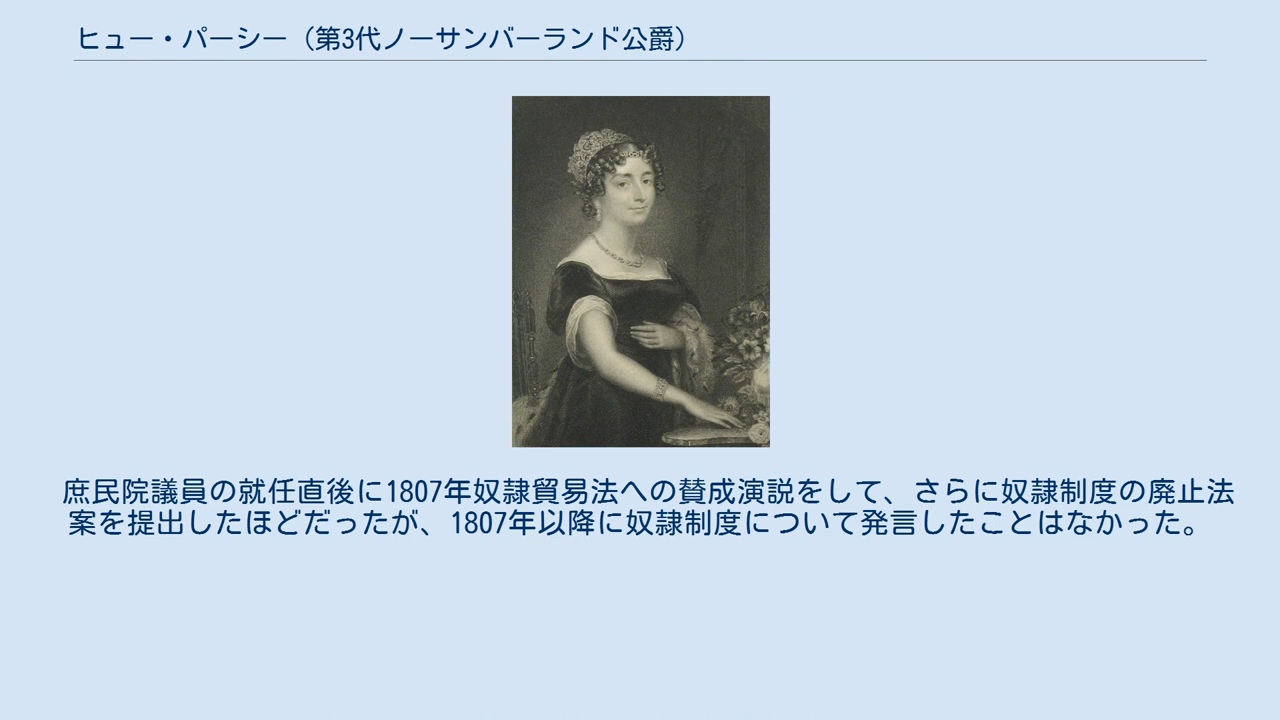 ヒュー・パーシー（第3代ノーサンバーランド公爵）
庶民院議員の就任直後に1807年奴隷貿易法への賛成演説をして、さらに奴隷制度の廃止法
案を提出したほどだったが、1807年以降に奴隷制度について発言したことはなかった。